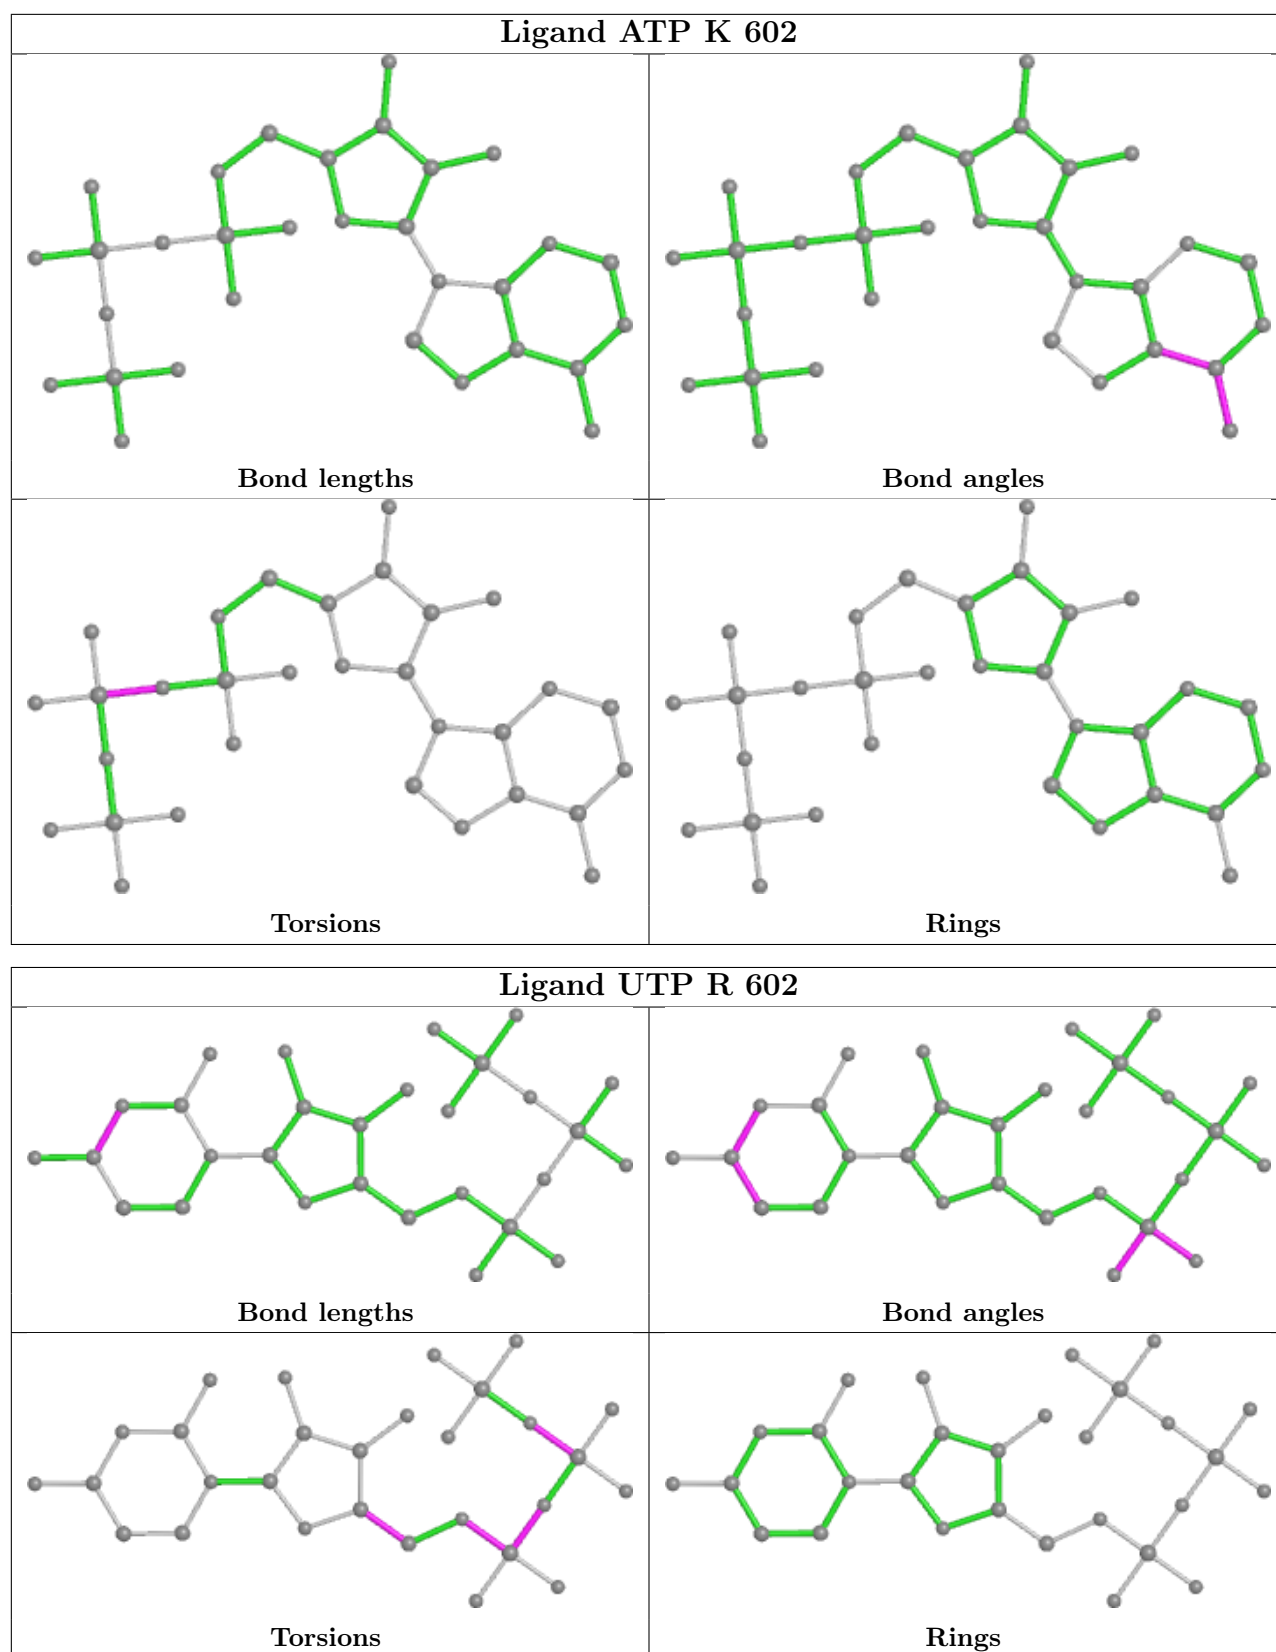 Ligand ATP K 602
Bond lengths
Bond angles
Torsions
Rings
Ligand UTP R 602
Bond lengths
Bond angles
Torsions
Rings